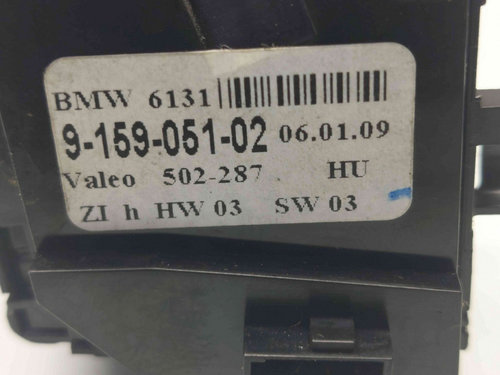 BMW 6131
9-159-051-02 06.01.09
Valeo 502-287 HU
ZI h HW 03 SW 03